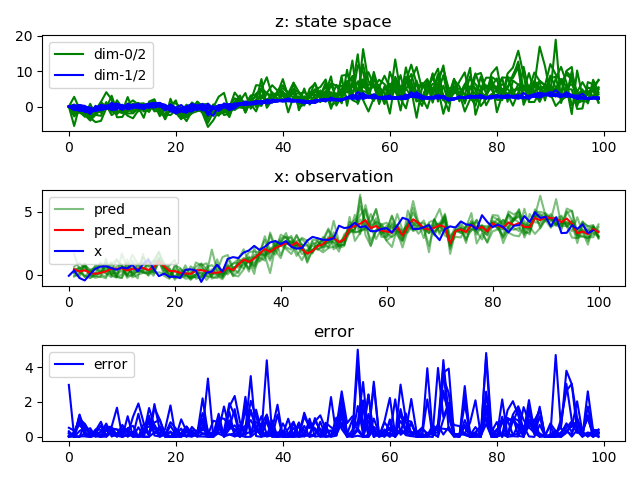 z: state space
20
10
0
dim-0/2
dim-1/2
0 20 40 60 80 100
x: observation
5
0
pred
pred_mean
x
0 20 40 60 80 100
error
4
2
0
error
0 20 40 60 80 100